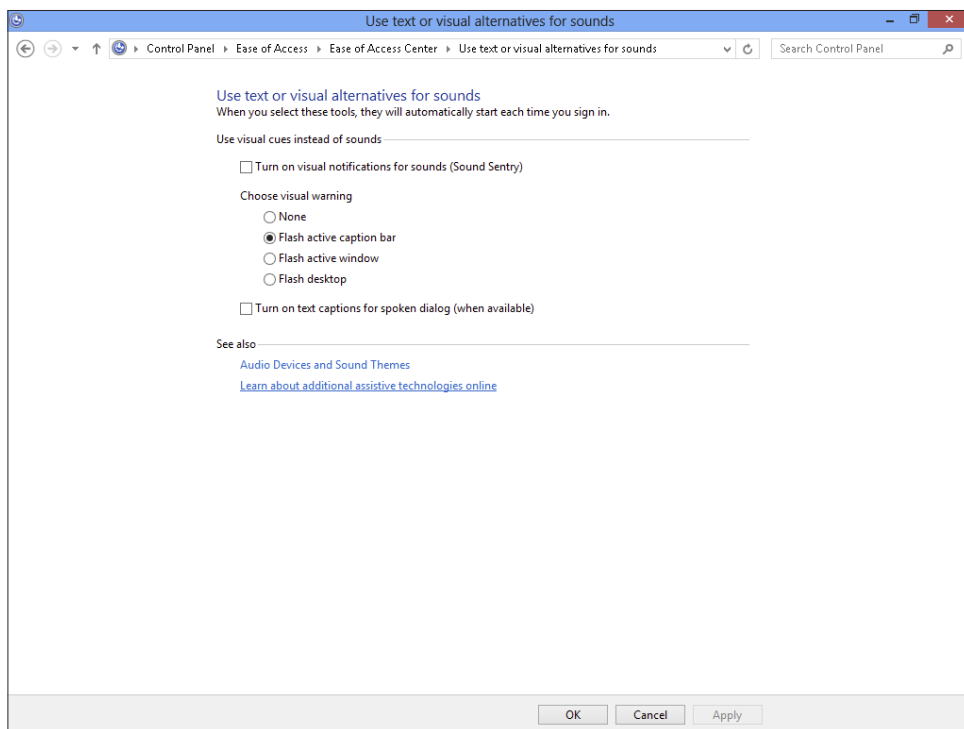 Use text or visual alternatives for sounds
Control Panel Ease of Access Ease of Access Center Use text or visual alternatives for sounds Search Control Panel
Use text or visual alternatives for sounds
When you select these tools, they will automatically start each time you sign in.
Use visual cues instead of sounds
Turn on visual notifications for sounds (Sound Sentry)
Choose visual warning
None
Flash active caption bar
Flash active window
Flash desktop
Turn on text captions for spoken dialog (when available)
See also
Audio Devices and Sound Themes
Learn about additional assistive technologies online
OK Cancel Apply